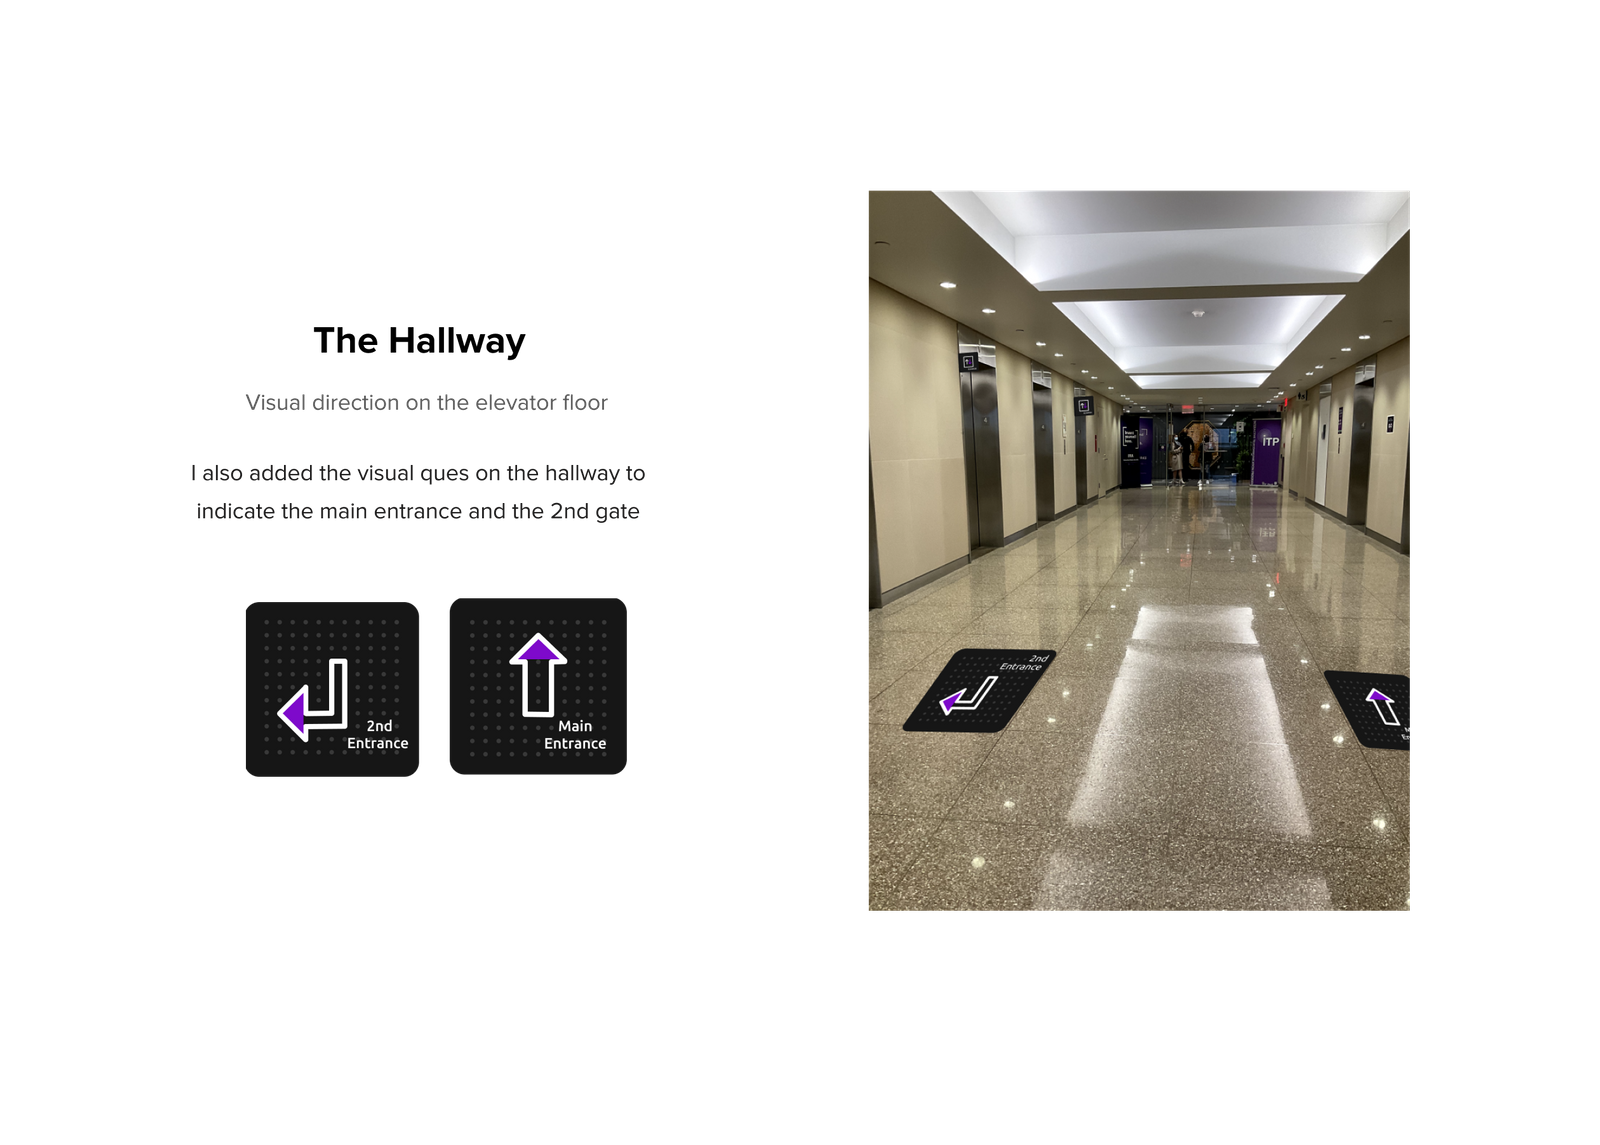 The Hallway
Visual direction on the elevator floor
I also added the visual ques on the hallway to
indicate the main entrance and the 2nd gate
2nd
Entrance
Main
Entrance
iTP
2nd
Entrance